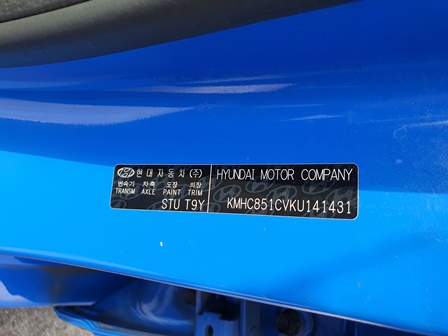 현대자동차(주) HYUNDAI MOTOR COMPANY
변속기 차축 도장 의장
TRANSM AXLE PAINT TRIM
STU T9Y KMHC851CVKU141431